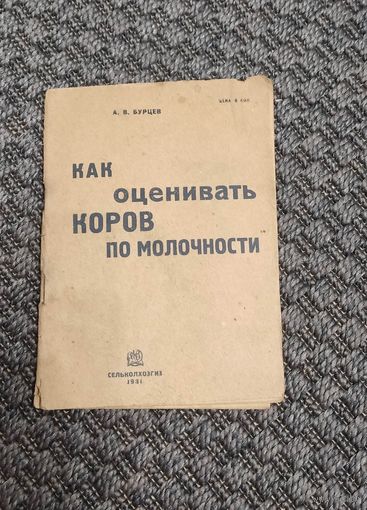 А. В. БУРЦЕВ
КАК
оценивать
КОРОВ
ПО МОЛОЧНОСТИ
СЕЛЬКОЛХОЗГИЗ
1931